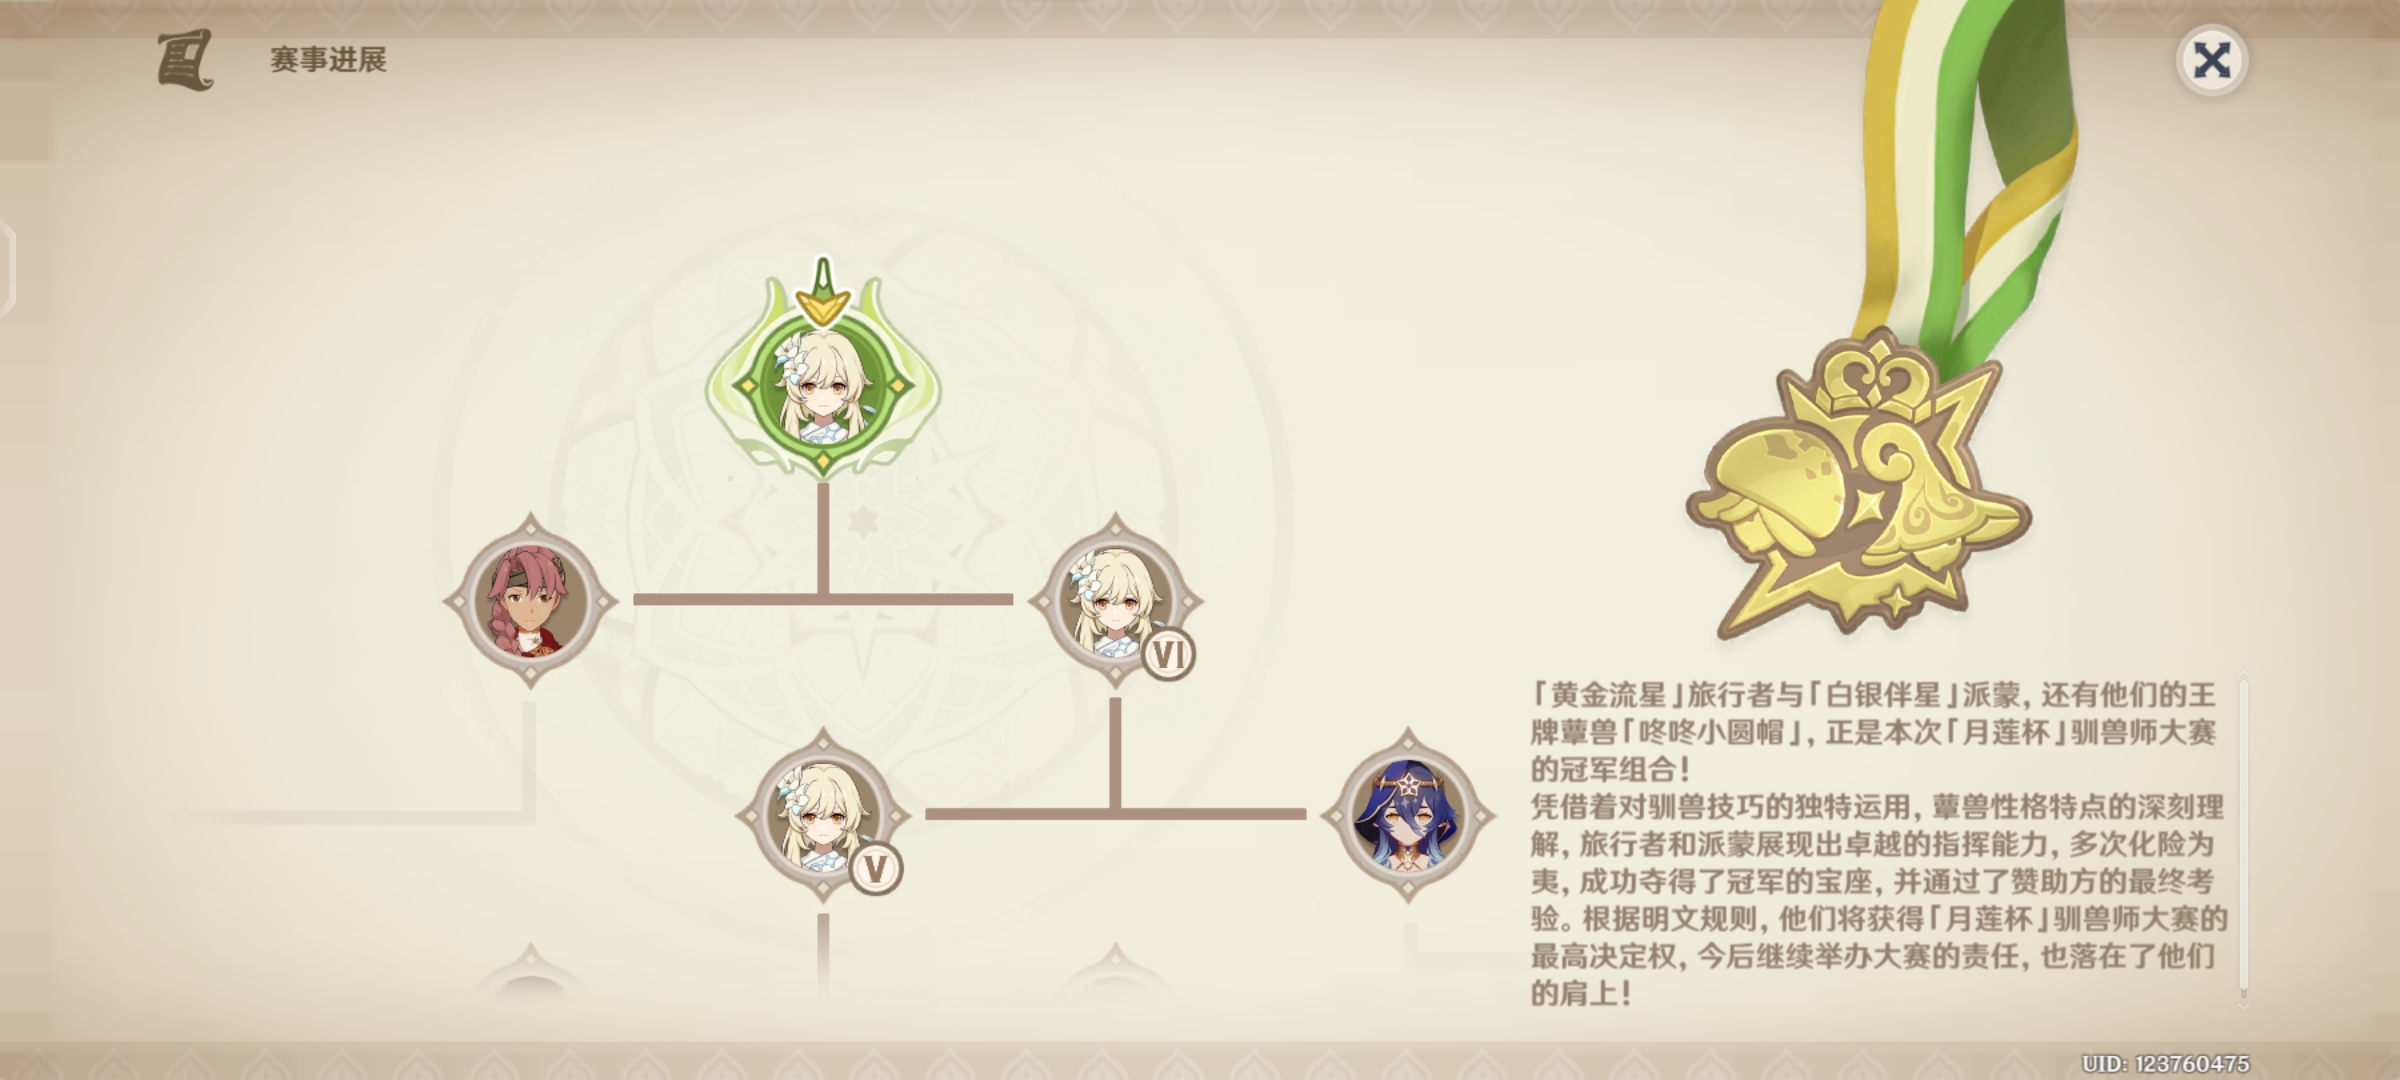 赛事进展
VI
V
「黄金流星」旅行者与「白银伴星」派蒙，还有他们的王
牌蕈兽「咚咚小圆帽」，正是本次「月莲杯」驯兽师大赛
的冠军组合！
凭借着对驯兽技巧的独特运用，蕈兽性格特点的深刻理
解，旅行者和派蒙展现出卓越的指挥能力，多次化险为
夷，成功夺得了冠军的宝座，并通过了赞助方的最终考
验。根据明文规则，他们将获得「月莲杯」驯兽师大赛的
最高决定权，今后继续举办大赛的责任，也落在了他们
的肩上！
UID: 123760475